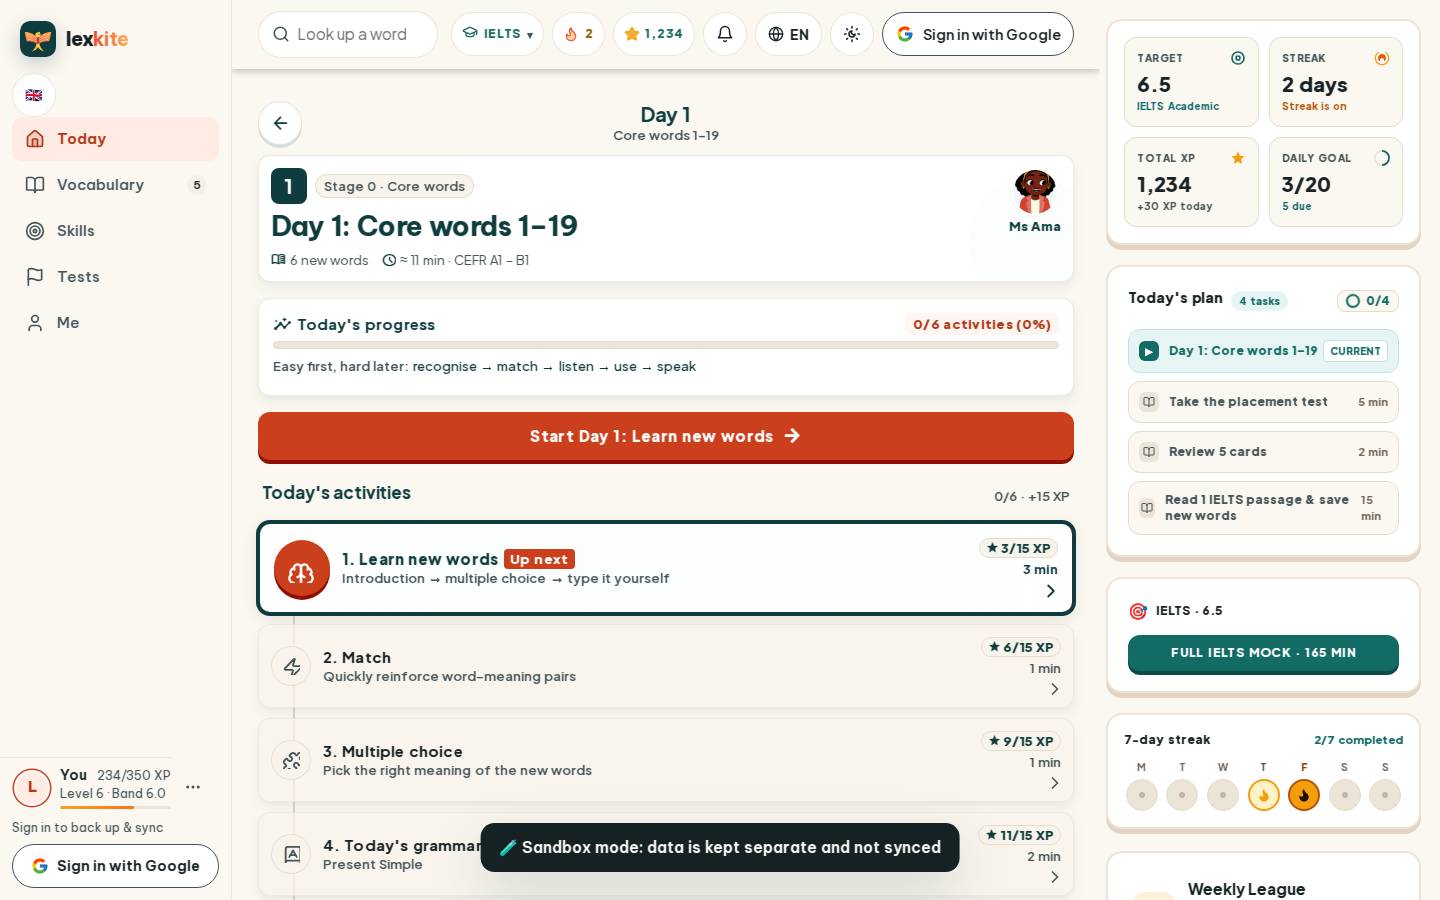 lexkite
Today
Vocabulary
5
Skills
Tests
Me
L
You 234/350 XP
Level 6 · Band 6.0
Sign in to back up & sync
Sign in with Google
Look up a word
IELTS
2
1,234
EN
Sign in with Google
Day 1
Core words 1–19
1
Stage 0 · Core words
Day 1: Core words 1–19
6 new words
≈ 11 min · CEFR A1 – B1
Ms Ama
Today's progress
0/6 activities (0%)
Easy first, hard later: recognise → match → listen → use → speak
Start Day 1: Learn new words →
Today's activities
0/6 · +15 XP
1. Learn new words Up next
Introduction → multiple choice → type it yourself
★ 3/15 XP
3 min
2. Match
Quickly reinforce word–meaning pairs
★ 6/15 XP
1 min
3. Multiple choice
Pick the right meaning of the new words
★ 9/15 XP
1 min
4. Today's grammar
Present Simple
★ 11/15 XP
2 min
Sandbox mode: data is kept separate and not synced
TARGET
6.5
IELTS Academic
STREAK
2 days
Streak is on
TOTAL XP
1,234
+30 XP today
DAILY GOAL
3/20
5 due
Today's plan
4 tasks
0/4
Day 1: Core words 1–19
CURRENT
Take the placement test
5 min
Review 5 cards
2 min
Read 1 IELTS passage & save
new words
15
min
IELTS · 6.5
FULL IELTS MOCK · 165 MIN
7-day streak
2/7 completed
M T W T F S S
Weekly League